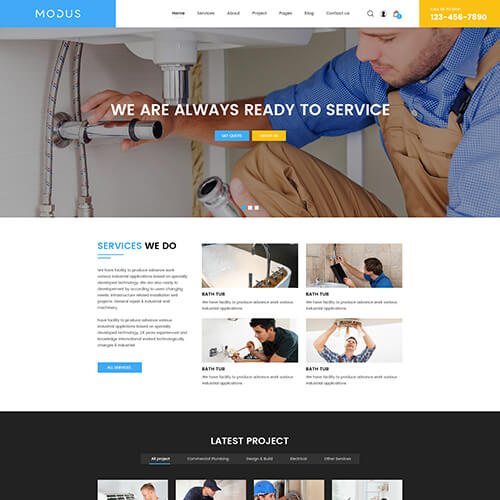 MODUS
Home Services About Project Pages Blog Contact us
CALL US TODAY!
123-456-7890
WE ARE ALWAYS READY TO SERVICE
GET QUOTE ABOUT US
SERVICES WE DO
We have facility to produce advance work
various industrial applications based on specially
developed technology. We are also ready to
developement by according to users changing
needs. Infrastructure related installation and
projects. General repair & industrial and
machinery.
have facility to produce advance various
industrial applictions based on specially
developed technology. 24 years experienced and
knowledge international worked technologically
changes & industrial
ALL SERVICES
BATH TUB
We have facility to produce advance work various
industrial applications
BATH TUB
We have facility to produce advance work various
industrial applications
BATH TUB
We have facility to produce advance work various
industrial applications
BATH TUB
We have facility to produce advance work various
industrial applications
LATEST PROJECT
All project Commercial Plumbing Design & Build Electrical Other Services